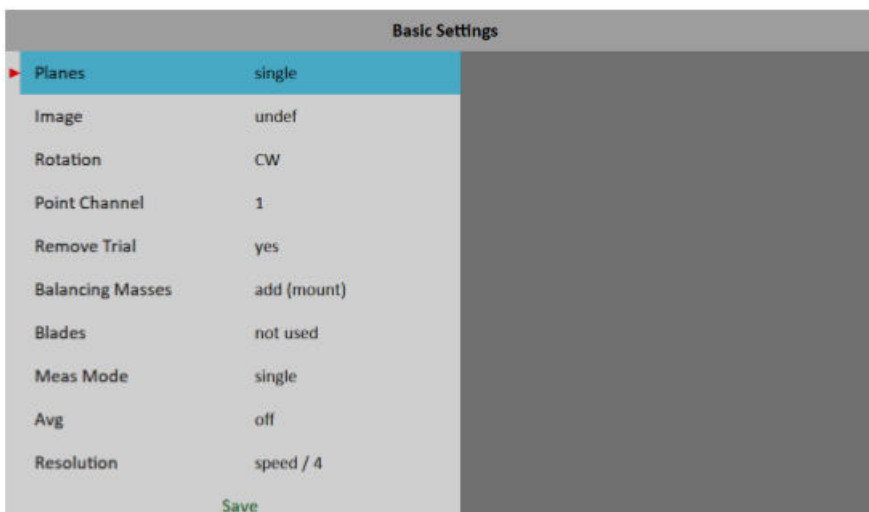 Basic Settings
Planes single
Image undef
Rotation CW
Point Channel 1
Remove Trial yes
Balancing Masses add (mount)
Blades not used
Meas Mode single
Avg off
Resolution speed / 4
Save